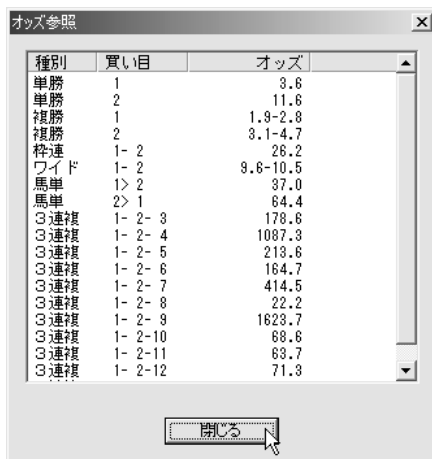 オッズ参照
種別 買い目 オッズ
単勝 1 3.6
単勝 2 11.6
複勝 1 1.9-2.8
複勝 2 3.1-4.7
枠連 1- 2 26.2
ワイド 1- 2 9.6-10.5
馬単 1> 2 37.0
馬単 2> 1 64.4
3連複 1- 2- 3 178.6
3連複 1- 2- 4 1087.3
3連複 1- 2- 5 213.6
3連複 1- 2- 6 164.7
3連複 1- 2- 7 414.5
3連複 1- 2- 8 22.2
3連複 1- 2- 9 1623.7
3連複 1- 2-10 68.6
3連複 1- 2-11 63.7
3連複 1- 2-12 71.3
閉じる